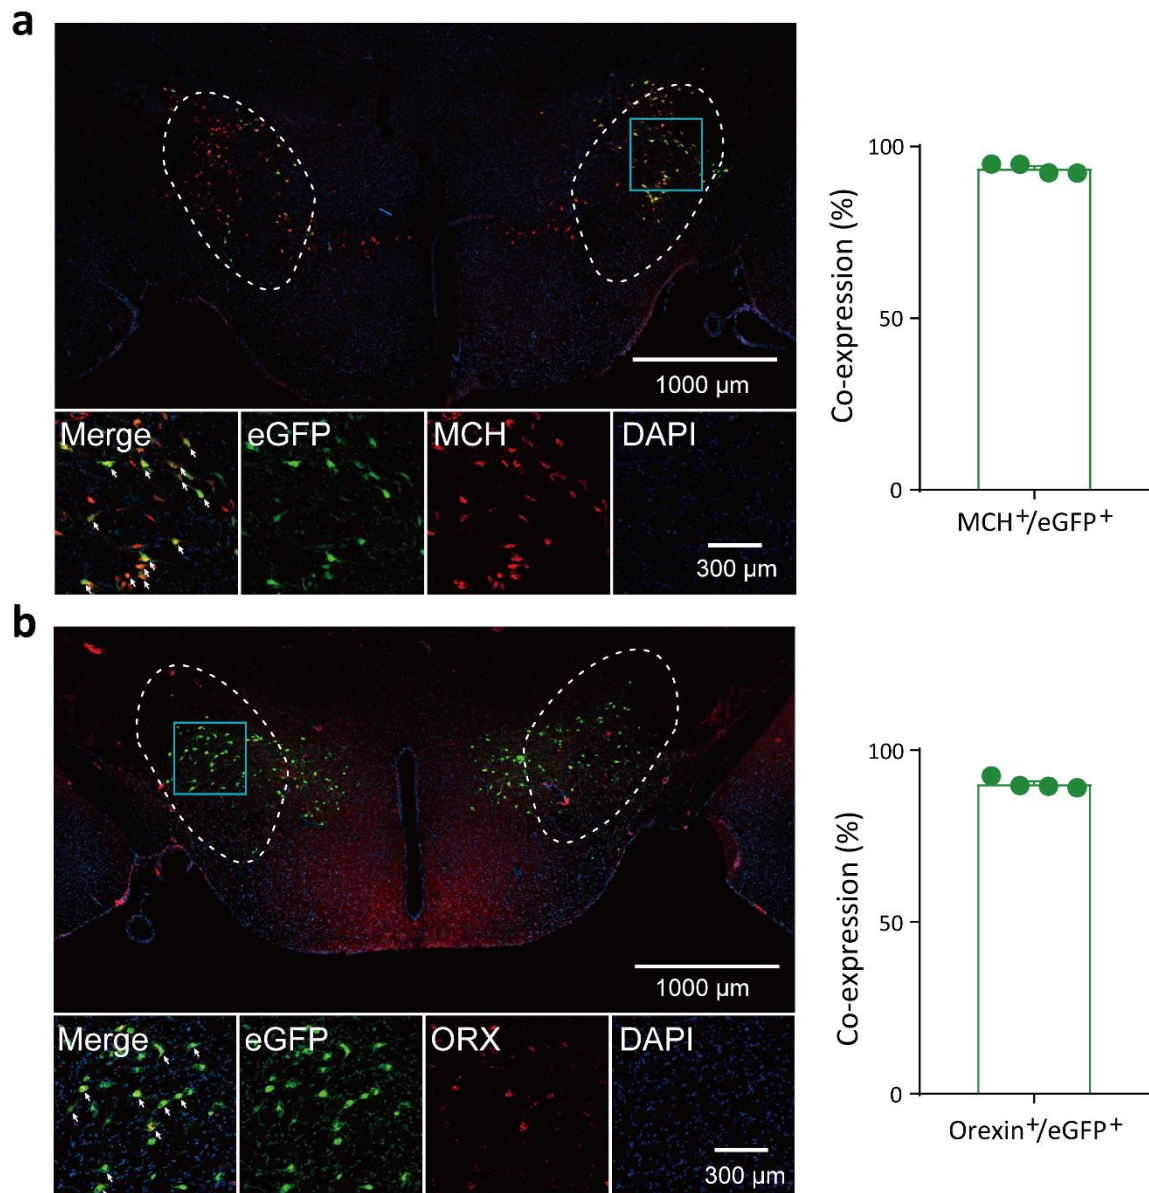 a
1000 µm
Merge
eGFP
MCH
DAPI
300 µm
Co-expression (%)
100
50
0
MCH⁺/eGFP⁺
b
1000 µm
Merge
eGFP
ORX
DAPI
300 µm
Co-expression (%)
100
50
0
Orexin⁺/eGFP⁺